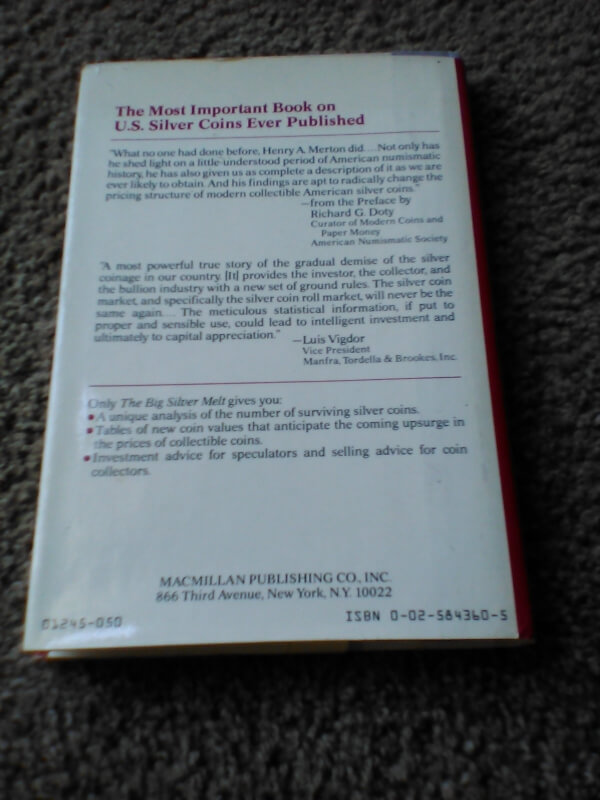 The Most Important Book on
U.S. Silver Coins Ever Published
"What no one had done before, Henry A. Merton did.... Not only has
he shed light on a little-understood period of American numismatic
history, he has also given us as complete a description of it as we are
ever likely to obtain. And his findings are apt to radically change the
pricing structure of modern collectible American silver coins."
—from the Preface by
Richard G. Doty
Curator of Modern Coins and
Paper Money
American Numismatic Society
"A most powerful true story of the gradual demise of the silver
coinage in our country. [It] provides the investor, the collector, and
the bullion industry with a new set of ground rules. The silver coin
market, and specifically the silver coin roll market, will never be the
same again.... The meticulous statistical information, if put to
proper and sensible use, could lead to intelligent investment and
ultimately to capital appreciation."
—Luis Vigdor
Vice President
Manfra, Tordella & Brookes, Inc.
Only The Big Silver Melt gives you:
• A unique analysis of the number of surviving silver coins.
• Tables of new coin values that anticipate the coming upsurge in
the prices of collectible coins.
• Investment advice for speculators and selling advice for coin
collectors.
MACMILLAN PUBLISHING CO., INC.
866 Third Avenue, New York, N.Y. 10022
01245-050
ISBN 0-02-584360-5